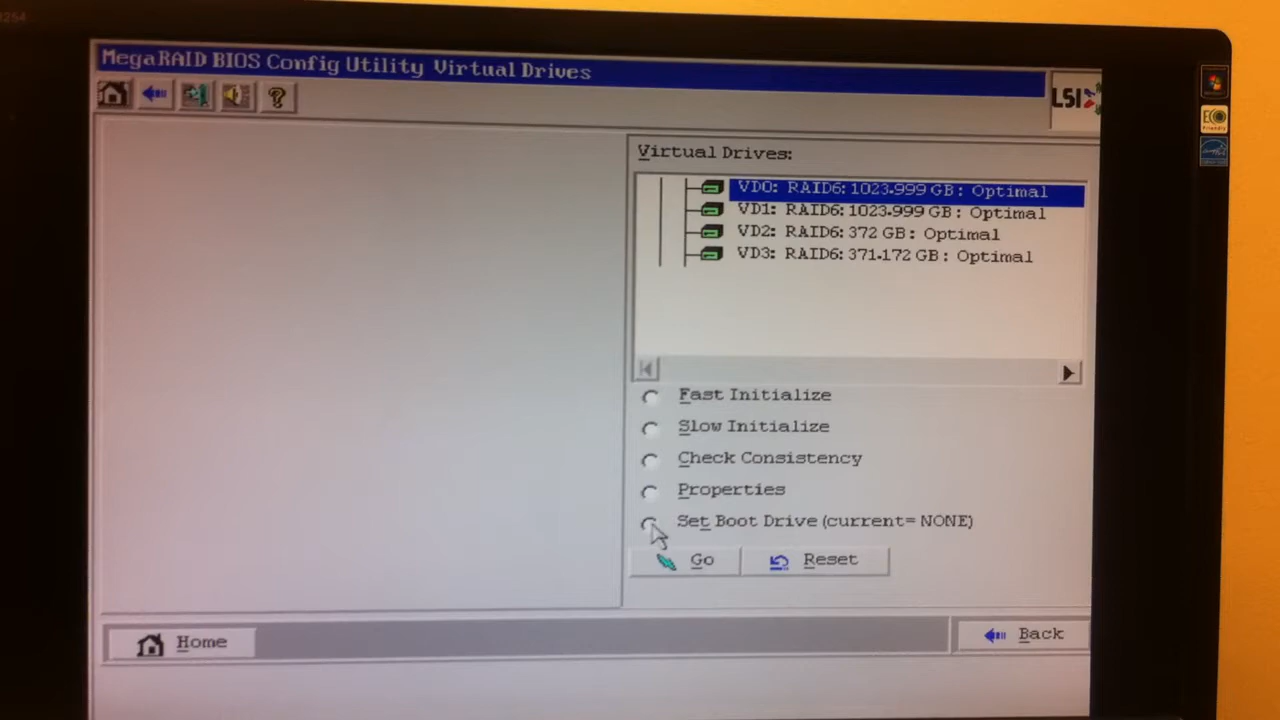 MegaRAID BIOS Config Utility Virtual Drives
LSI
Virtual Drives:
VD0: RAID6: 1023.999 GB: Optimal
VD1: RAID6: 1023.999 GB: Optimal
VD2: RAID6: 372 GB: Optimal
VD3: RAID6: 371.172 GB: Optimal
Fast Initialize
Slow Initialize
Check Consistency
Properties
Set Boot Drive (current= NONE)
Go
Reset
Home
Back